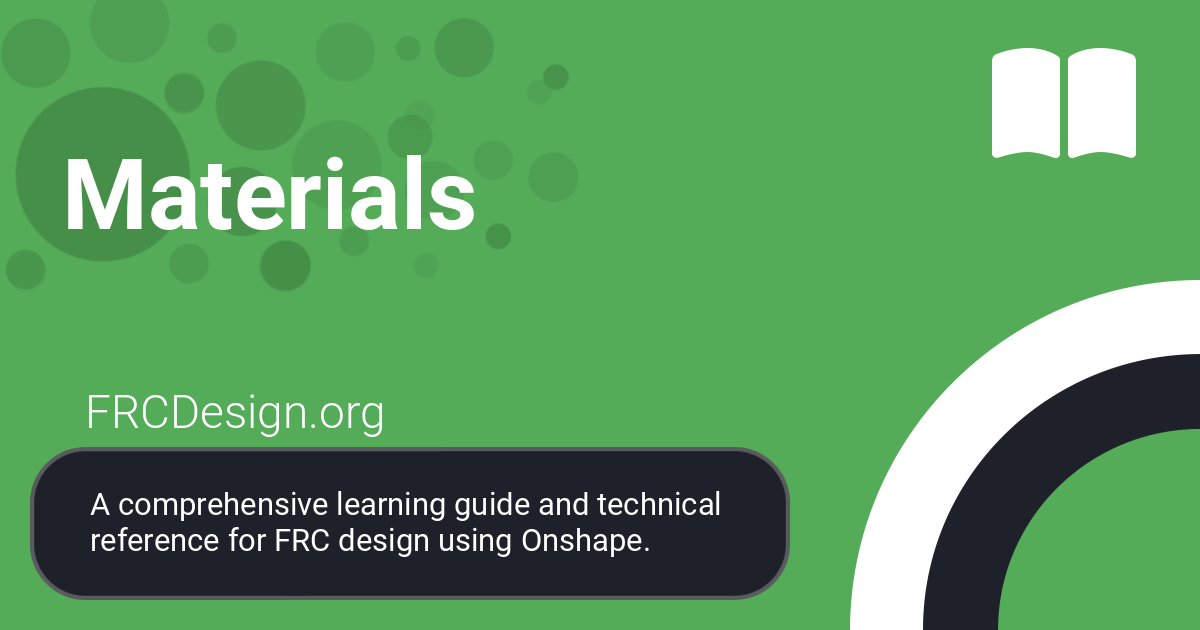 Materials
FRCDesign.org
A comprehensive learning guide and technical
reference for FRC design using Onshape.